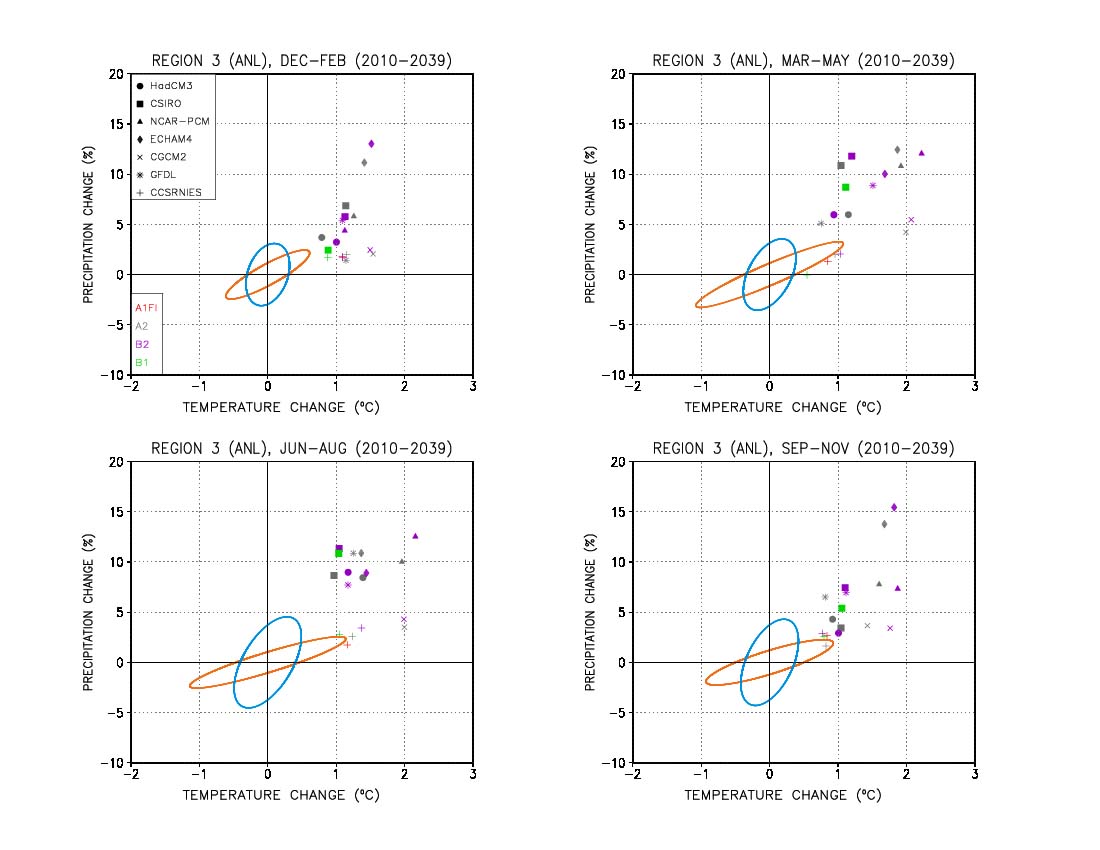 REGION 3 (ANL), DEC-FEB (2010-2039)
PRECIPITATION CHANGE (%)
20
15
10
5
0
-5
-10
HadCM3
CSIRO
NCAR-PCM
ECHAM4
CGCM2
GFDL
CCSRNIES
A1FI
A2
B2
B1
-2 -1 0 1 2 3
TEMPERATURE CHANGE (ºC)
REGION 3 (ANL), MAR-MAY (2010-2039)
PRECIPITATION CHANGE (%)
20
15
10
5
0
-5
-10
-2 -1 0 1 2 3
TEMPERATURE CHANGE (ºC)
REGION 3 (ANL), JUN-AUG (2010-2039)
PRECIPITATION CHANGE (%)
20
15
10
5
0
-5
-10
-2 -1 0 1 2 3
TEMPERATURE CHANGE (ºC)
REGION 3 (ANL), SEP-NOV (2010-2039)
PRECIPITATION CHANGE (%)
20
15
10
5
0
-5
-10
-2 -1 0 1 2 3
TEMPERATURE CHANGE (ºC)